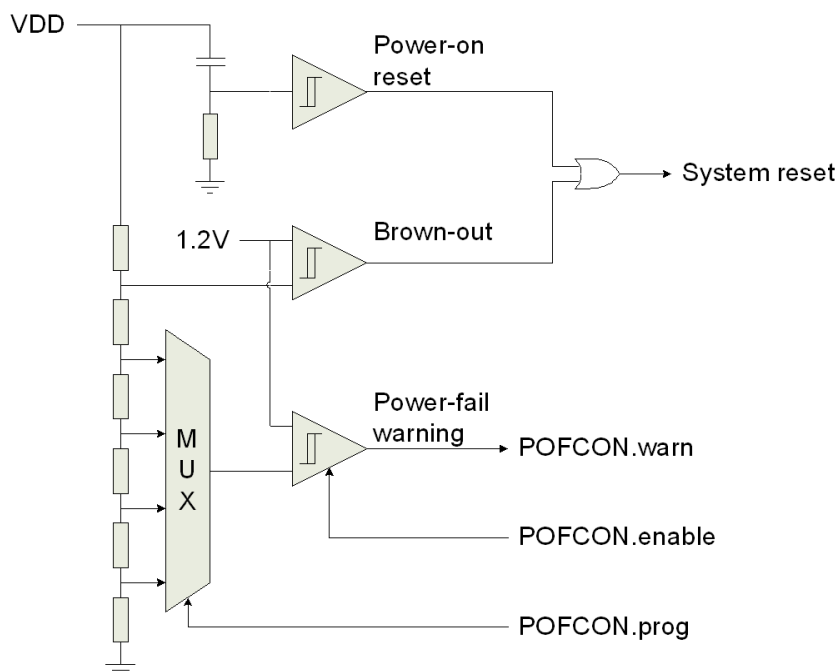 VDD
Power-on
reset
System reset
1.2V
Brown-out
Power-fail
warning
POFCON.warn
M
U
X
POFCON.enable
POFCON.prog